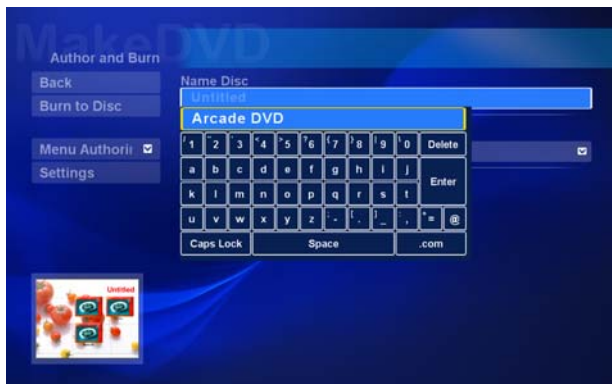 MakeDVD
Author and Burn
Back
Name Disc
Untitled
Burn to Disc
Arcade DVD
1 2 3 4 5 6 7 8 9 0 Delete
Menu Authorin
a b c d e f g h i j
Enter
Settings
k l m n o p q r s t
u v w x y z - . _ , = @
Caps Lock Space .com
Untitled